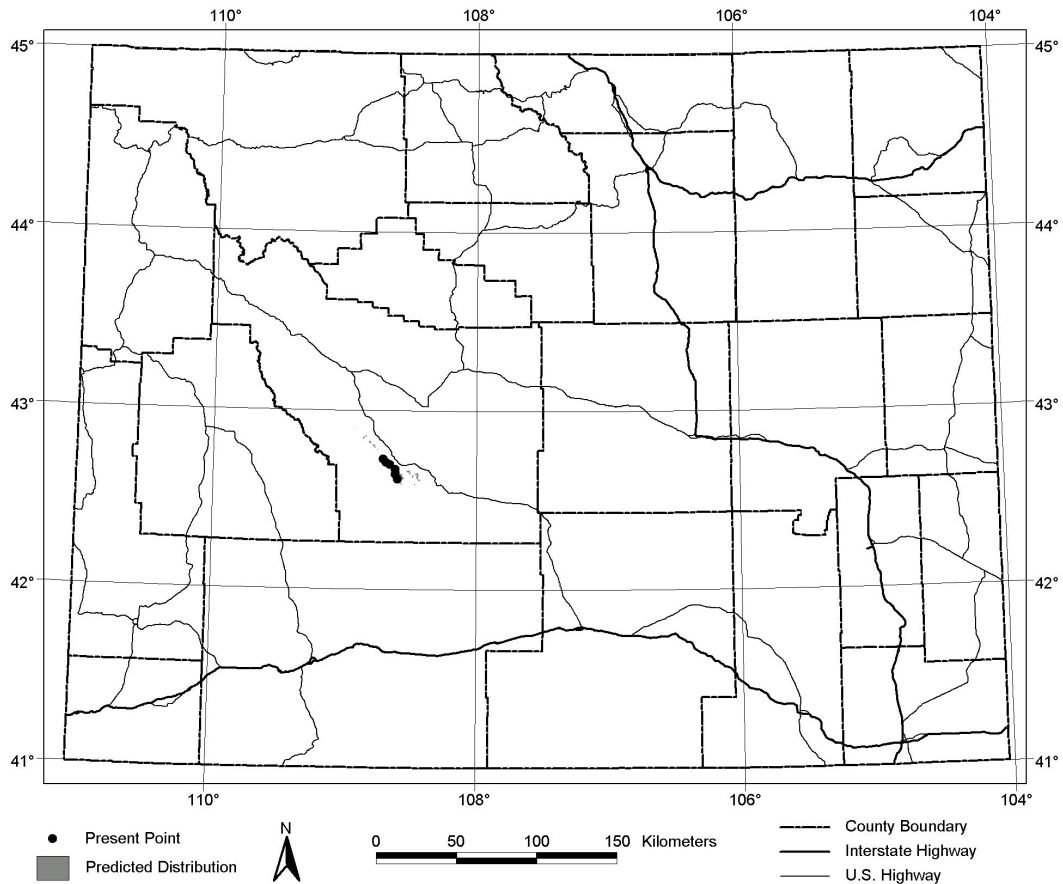 110° 108° 106° 104°
45° 45°
44° 44°
43° 43°
42° 42°
41° 41°
110° 108° 106° 104°
Present Point
Predicted Distribution
N
0 50 100 150 Kilometers
County Boundary
Interstate Highway
U.S. Highway